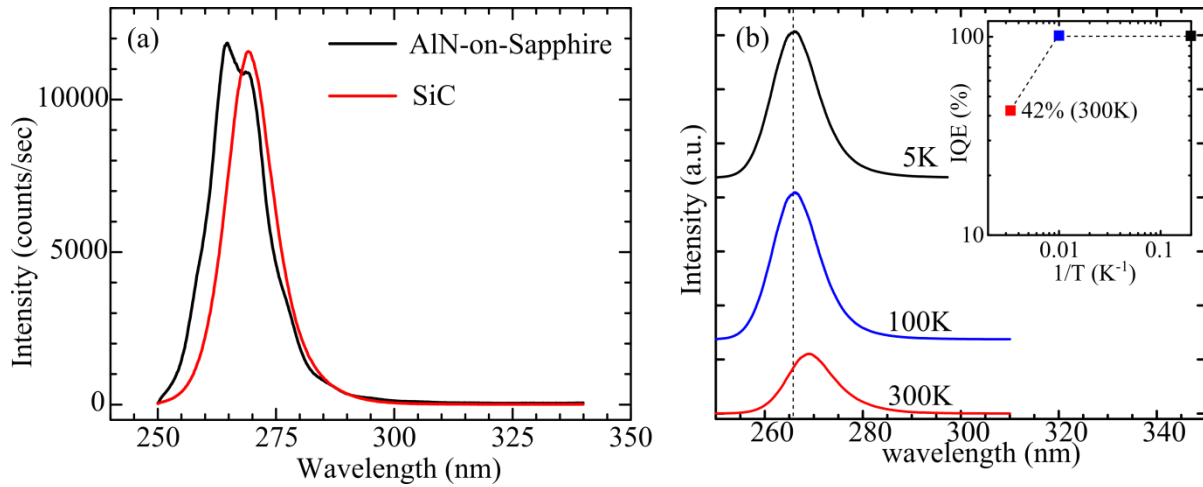 (a)
AlN-on-Sapphire
SiC
Intensity (counts/sec)
10000
5000
0
250
275
300
325
350
Wavelength (nm)
(b)
5K
100K
300K
Intensity (a.u.)
260
280
300
320
340
wavelength (nm)
100
10
IQE (%)
42% (300K)
0.01
0.1
1/T (K⁻¹)